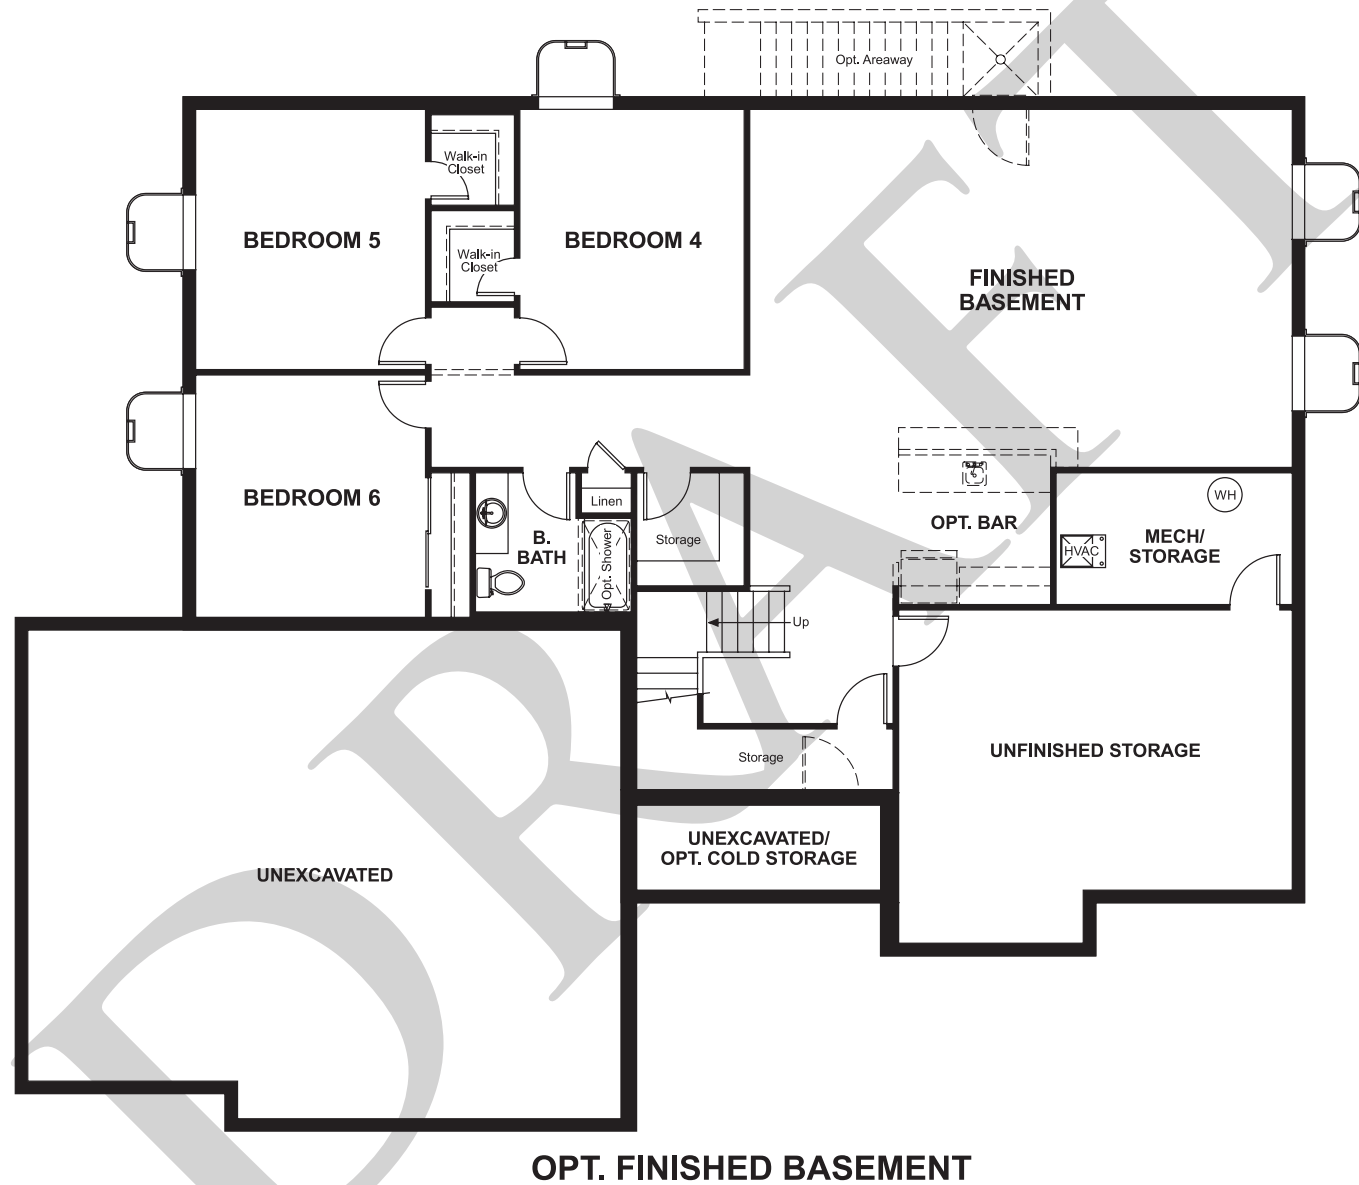 Opt. Areaway
Walk-in
Closet
BEDROOM 5
Walk-in
Closet
BEDROOM 4
FINISHED
BASEMENT
BEDROOM 6
Linen
B.
BATH
Opt. Shower
Storage
OPT. BAR
WH
HVAC
MECH/
STORAGE
Up
Storage
UNFINISHED STORAGE
UNEXCAVATED/
OPT. COLD STORAGE
UNEXCAVATED
DRAFT
OPT. FINISHED BASEMENT